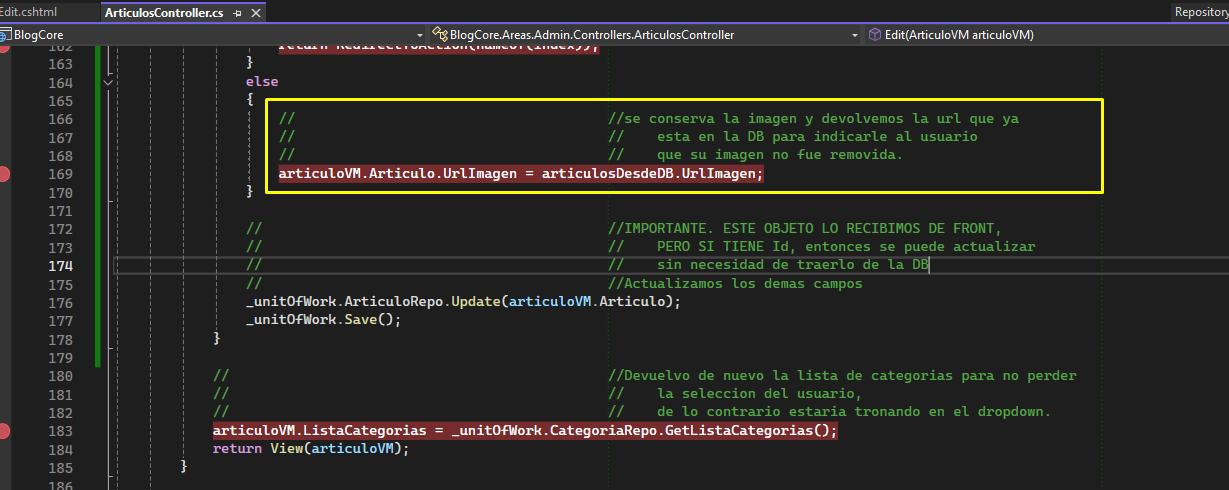 Edit.cshtml ArticulosController.cs Repository
BlogCore BlogCore.Areas.Admin.Controllers.ArticulosController Edit(ArticuloVM articuloVM)
162 return RedirectToAction(nameof(Index));
163 }
164 else
165 {
166 // //se conserva la imagen y devolvemos la url que ya
167 // // esta en la DB para indicarle al usuario
168 // // que su imagen no fue removida.
169 articuloVM.Articulo.UrlImagen = articulosDesdeDB.UrlImagen;
170 }
171
172 // //IMPORTANTE. ESTE OBJETO LO RECIBIMOS DE FRONT,
173 // // PERO SI TIENE Id, entonces se puede actualizar
174 // // sin necesidad de traerlo de la DB
175 // //Actualizamos los demas campos
176 _unitOfWork.ArticuloRepo.Update(articuloVM.Articulo);
177 _unitOfWork.Save();
178 }
179
180 // //Devuelvo de nuevo la lista de categorias para no perder
181 // // la seleccion del usuario,
182 // // de lo contrario estaria tronando en el dropdown.
183 articuloVM.ListaCategorias = _unitOfWork.CategoriaRepo.GetListaCategorias();
184 return View(articuloVM);
185 }
186